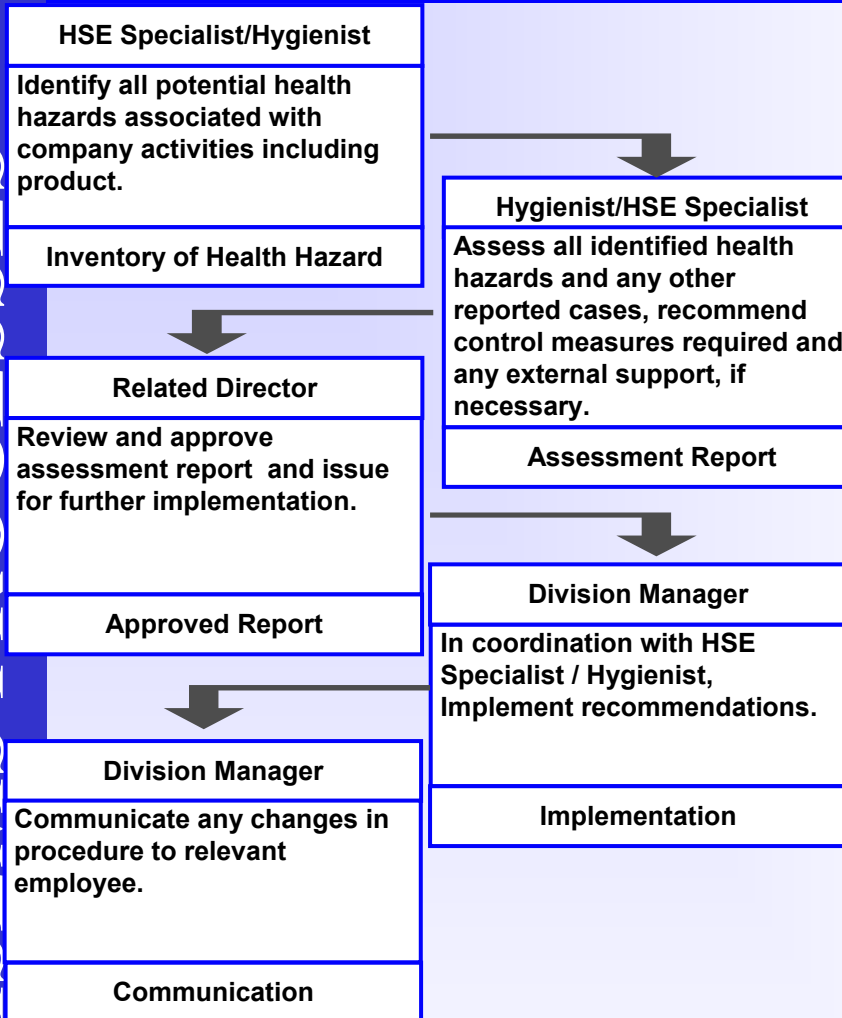 HSE Specialist/Hygienist
Identify all potential health
hazards associated with
company activities including
product.
Inventory of Health Hazard
Hygienist/HSE Specialist
Assess all identified health
hazards and any other
reported cases, recommend
control measures required and
any external support, if
necessary.
Assessment Report
Related Director
Review and approve
assessment report and issue
for further implementation.
Approved Report
Division Manager
In coordination with HSE
Specialist / Hygienist,
Implement recommendations.
Implementation
Division Manager
Communicate any changes in
procedure to relevant
employee.
Communication